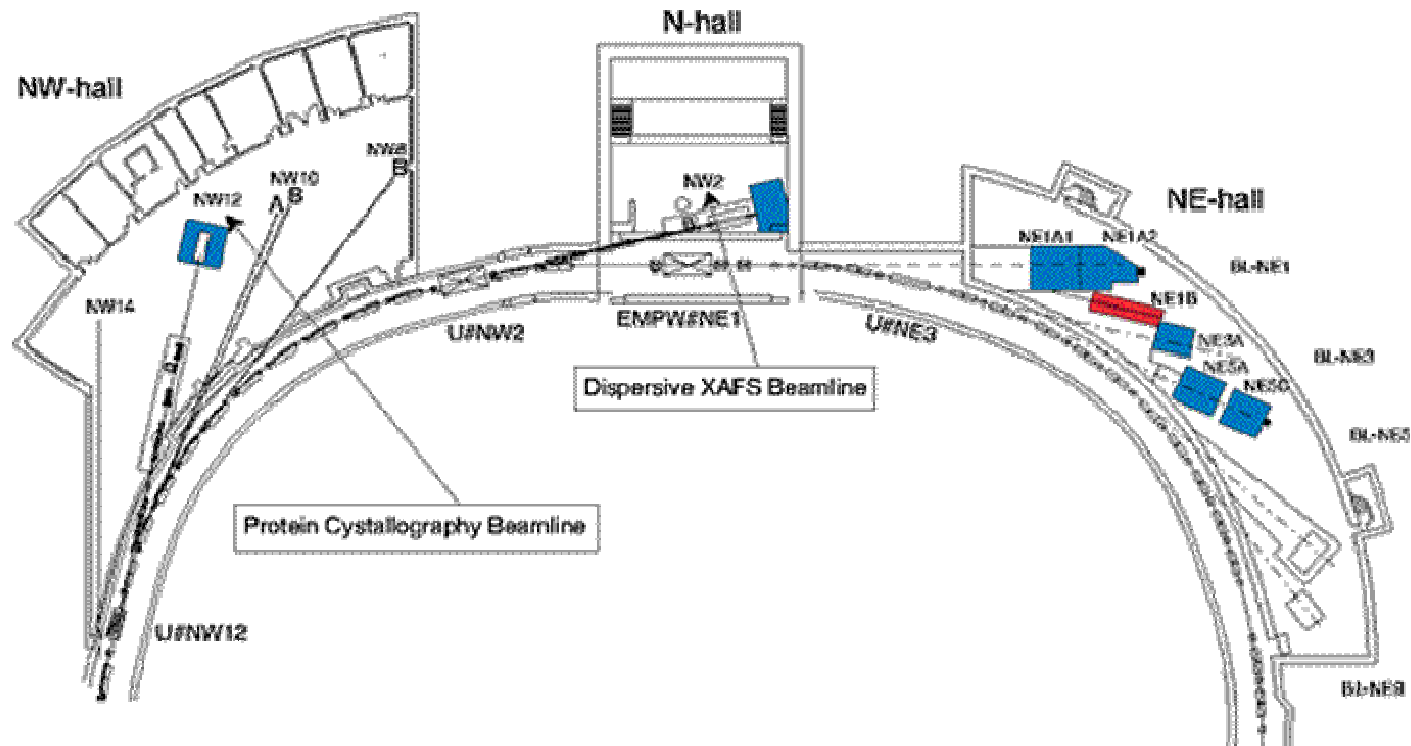 N-hall
NW-hall
NE-hall
NW8
NW10
A B
NW12
NW2
NW14
NE1A1
NE1A2
BL-NE1
NE1B
NE3A
BL-NE3
NE5A
NE5C
BL-NE5
U#NW2
EMPW#NE1
U#NE3
Dispersive XAFS Beamline
Protein Cystallography Beamline
U#NW12